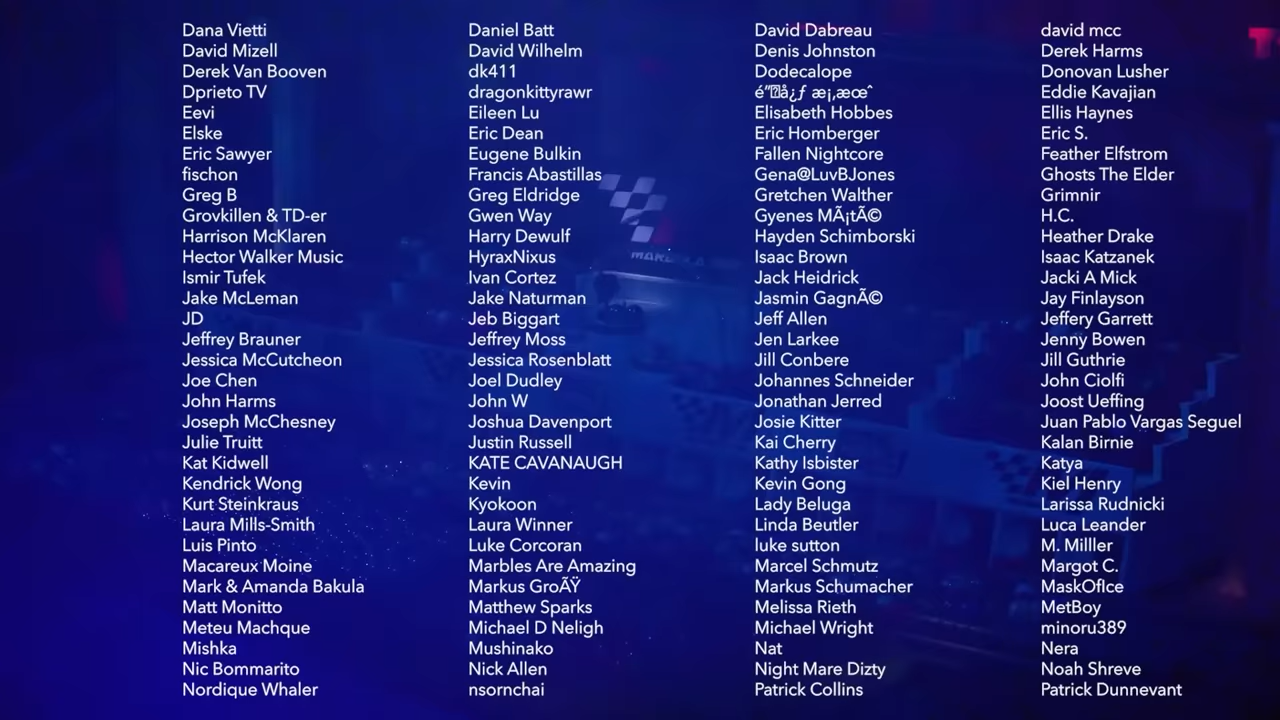 Dana Vietti Daniel Batt David Dabreau david mcc
David Mizell David Wilhelm Denis Johnston Derek Harms
Derek Van Booven dk411 Dodecalope Donovan Lusher
Dprieto TV dragonkittyrawr Eddie Kavajian
Eevi Eileen Lu Elisabeth Hobbes Ellis Haynes
Elske Eric Dean Eric Homberger Eric S.
Eric Sawyer Eugene Bulkin Fallen Nightcore Feather Elfstrom
fischon Francis Abastillas Gena@LuvBJones Ghosts The Elder
Greg B Greg Eldridge Gretchen Walther Grimnir
Grovkillen & TD-er Gwen Way Gyenes MÃ¡tÃ© H.C.
Harrison McKlaren Harry Dewulf Hayden Schimborski Heather Drake
Hector Walker Music HyraxNixus Isaac Brown Isaac Katzanek
Ismir Tufek Ivan Cortez Jack Heidrick Jacki A Mick
Jake McLeman Jake Naturman Jasmin GagnÃ© Jay Finlayson
JD Jeb Biggart Jeff Allen Jeffery Garrett
Jeffrey Brauner Jeffrey Moss Jen Larkee Jenny Bowen
Jessica McCutcheon Jessica Rosenblatt Jill Conbere Jill Guthrie
Joe Chen Joel Dudley Johannes Schneider John Ciolfi
John Harms John W Jonathan Jerred Joost Ueffing
Joseph McChesney Joshua Davenport Josie Kitter Juan Pablo Vargas Seguel
Julie Truitt Justin Russell Kai Cherry Kalan Birnie
Kat Kidwell KATE CAVANAUGH Kathy Isbister Katya
Kendrick Wong Kevin Kevin Gong Kiel Henry
Kurt Steinkraus Kyokoon Lady Beluga Larissa Rudnicki
Laura Mills-Smith Laura Winner Linda Beutler Luca Leander
Luis Pinto Luke Corcoran luke sutton M. Milller
Macareux Moine Marbles Are Amazing Marcel Schmutz Margot C.
Mark & Amanda Bakula Markus GroÃŸ Markus Schumacher MaskOfIce
Matt Monitto Matthew Sparks Melissa Rieth MetBoy
Meteu Machque Michael D Neligh Michael Wright minoru389
Mishka Mushinako Nat Nera
Nic Bommarito Nick Allen Night Mare Dizty Noah Shreve
Nordique Whaler nsornchai Patrick Collins Patrick Dunnevant